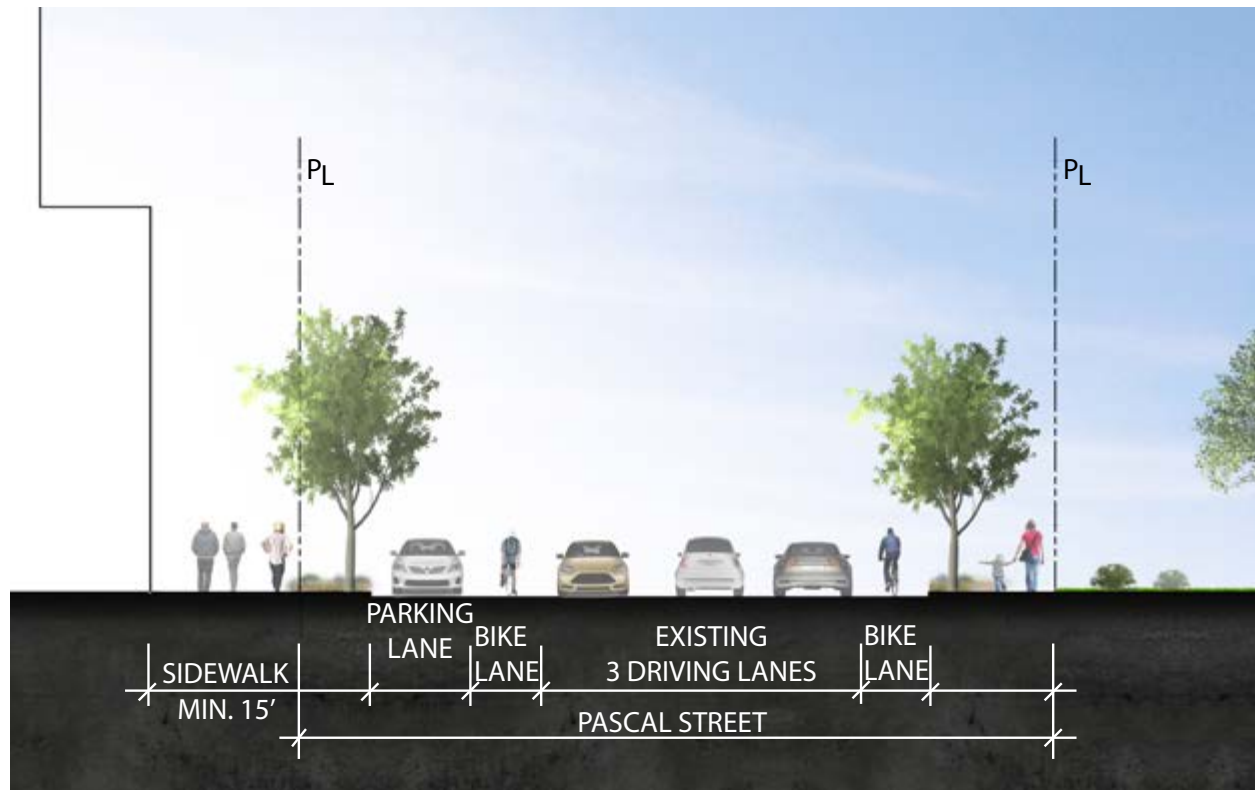 PL
PL
PARKING
LANE
BIKE
LANE
EXISTING
3 DRIVING LANES
BIKE
LANE
SIDEWALK
MIN. 15’
PASCAL STREET